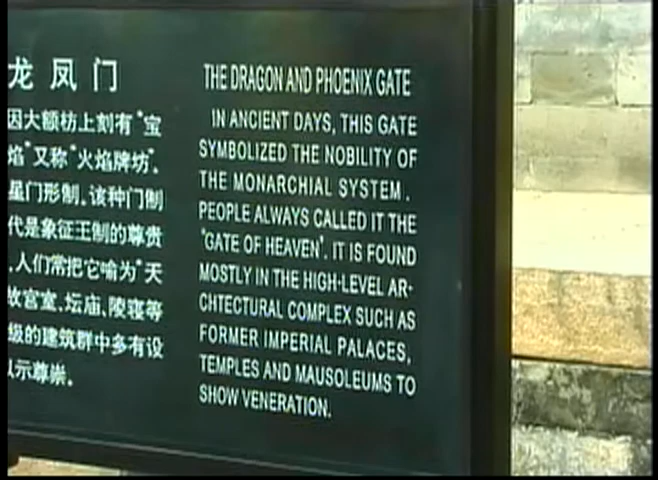 龙凤门
因大额枋上刻有“宝
焰”又称“火焰牌坊”。
星门形制。该种门制
代是象征王制的尊贵
,人们常把它喻为“天
故宫室、坛庙、陵寝等
级的建筑群中多有设
以示尊崇。
THE DRAGON AND PHOENIX GATE
IN ANCIENT DAYS, THIS GATE
SYMBOLIZED THE NOBILITY OF
THE MONARCHIAL SYSTEM.
PEOPLE ALWAYS CALLED IT THE
"GATE OF HEAVEN". IT IS FOUND
MOSTLY IN THE HIGH-LEVEL AR-
CHTECTURAL COMPLEX SUCH AS
FORMER IMPERIAL PALACES,
TEMPLES AND MAUSOLEUMS TO
SHOW VENERATION.